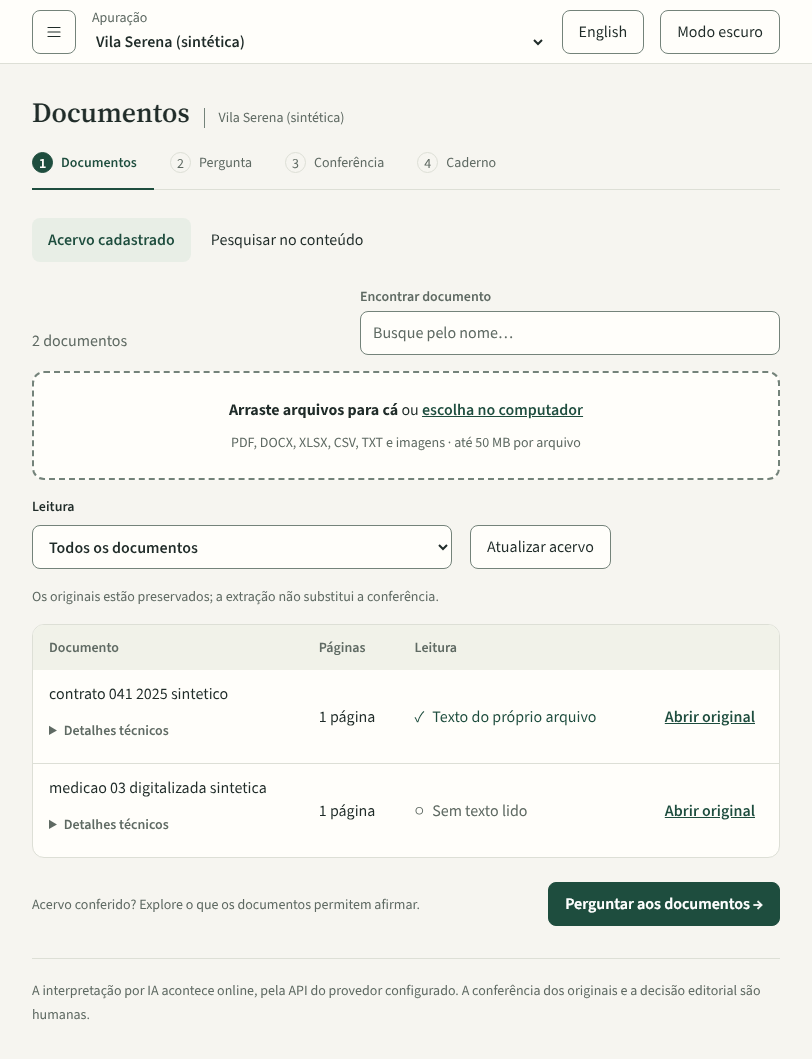 Apuração
Vila Serena (sintética)
English
Modo escuro
Documentos
Vila Serena (sintética)
1 Documentos
2 Pergunta
3 Conferência
4 Caderno
Acervo cadastrado
Pesquisar no conteúdo
Encontrar documento
2 documentos
Busque pelo nome…
Arraste arquivos para cá ou escolha no computador
PDF, DOCX, XLSX, CSV, TXT e imagens · até 50 MB por arquivo
Leitura
Todos os documentos
Atualizar acervo
Os originais estão preservados; a extração não substitui a conferência.
Documento Páginas Leitura
contrato 041 2025 sintetico
Detalhes técnicos
1 página
✓ Texto do próprio arquivo
Abrir original
medicao 03 digitalizada sintetica
Detalhes técnicos
1 página
○ Sem texto lido
Abrir original
Acervo conferido? Explore o que os documentos permitem afirmar.
Perguntar aos documentos →
A interpretação por IA acontece online, pela API do provedor configurado. A conferência dos originais e a decisão editorial são
humanas.